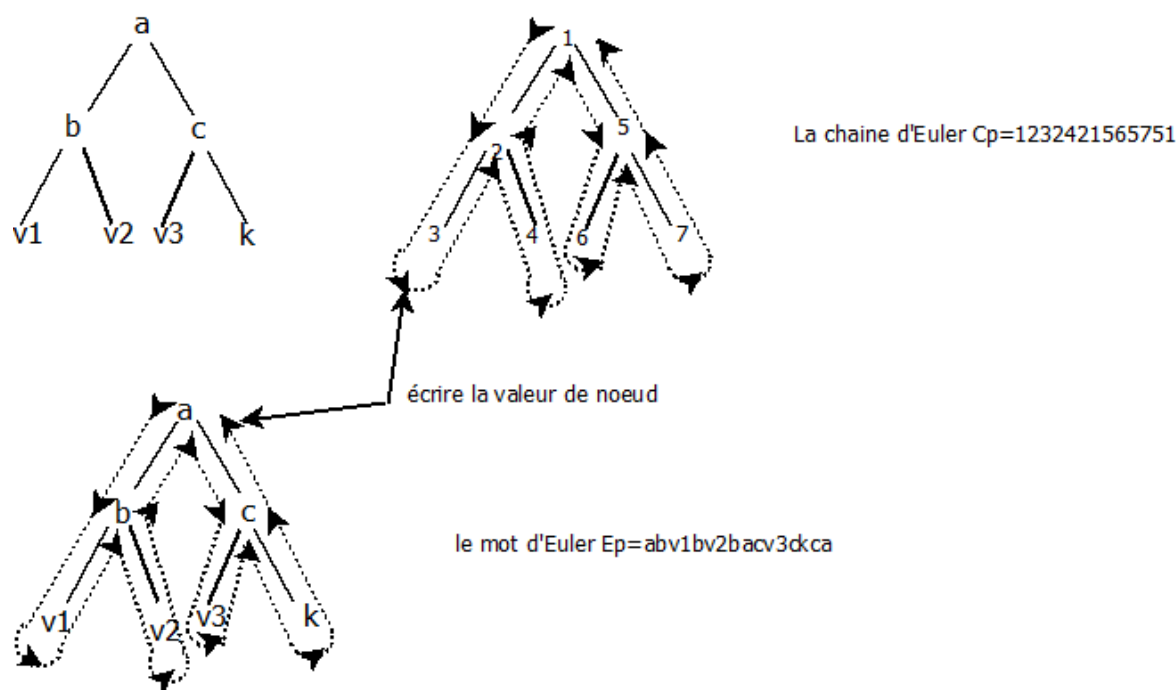 a
b c
v1 v2 v3 k
1
2 5
3 4 6 7
La chaine d'Euler Cp=1232421565751
écrire la valeur de noeud
a
b c
v1 v2 v3 k
le mot d'Euler Ep=abv1bv2bacv3ckca